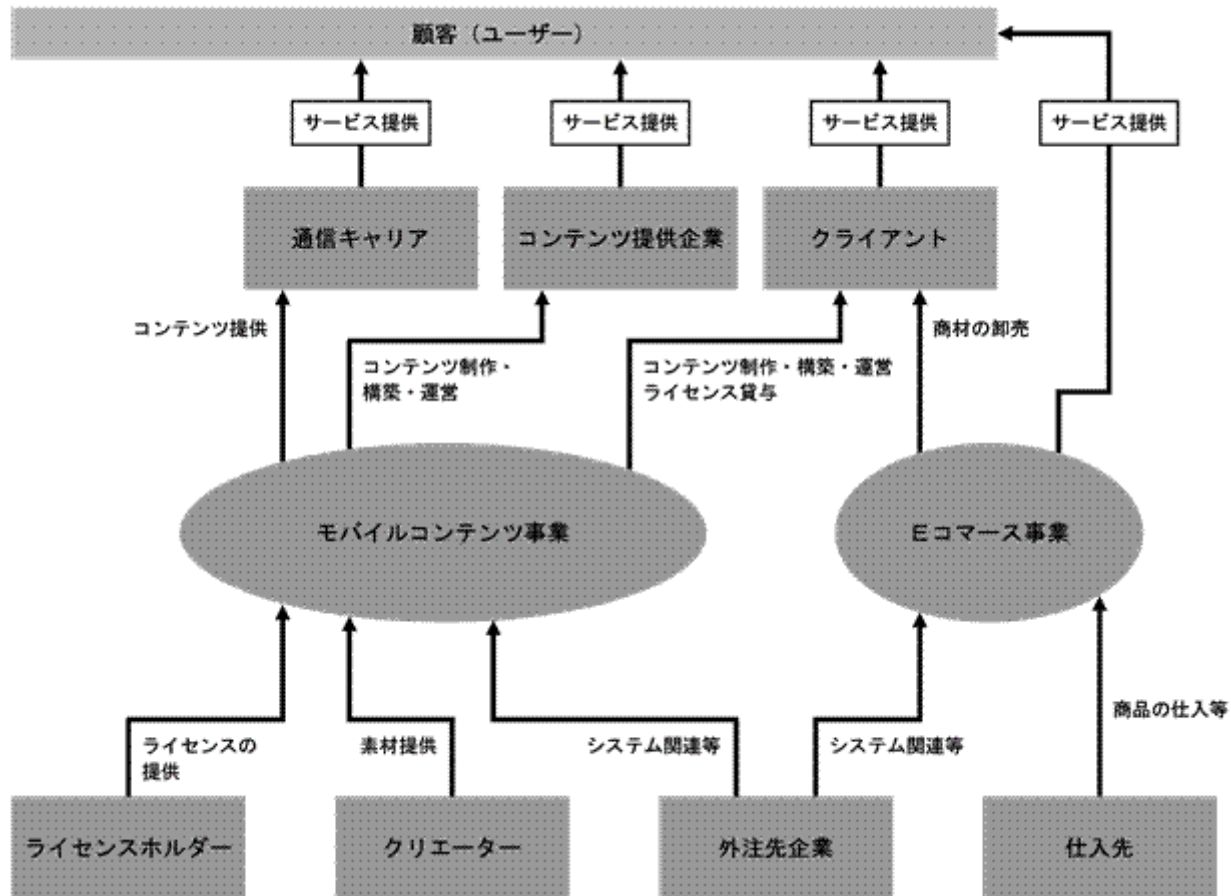 顧客（ユーザー）
サービス提供
サービス提供
サービス提供
サービス提供
通信キャリア
コンテンツ提供企業
クライアント
コンテンツ提供
コンテンツ制作・
構築・運営
コンテンツ制作・構築・運営
ライセンス貸与
商材の卸売
モバイルコンテンツ事業
Ｅコマース事業
ライセンスの
提供
素材提供
システム関連等
システム関連等
商品の仕入等
ライセンスホルダー
クリエーター
外注先企業
仕入先